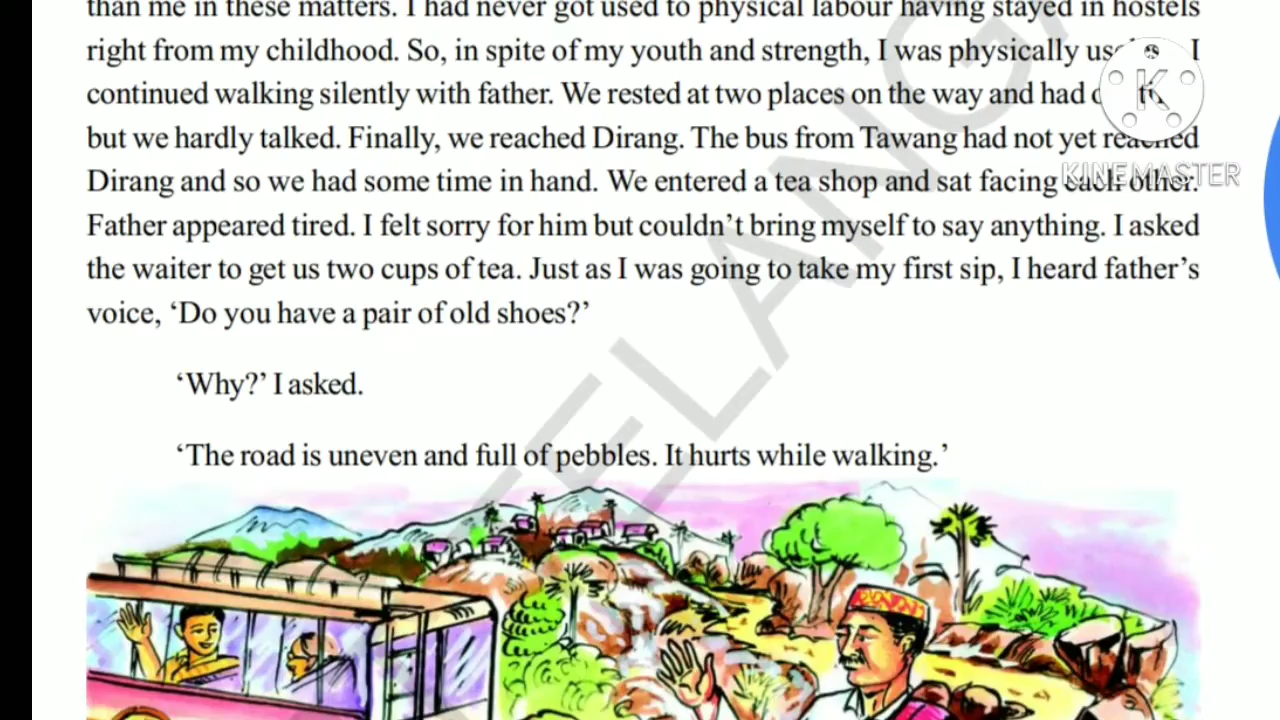 than me in these matters. I had never got used to physical labour having stayed in hostels
right from my childhood. So, in spite of my youth and strength, I was physically I
continued walking silently with father. We rested at two places on the way and had
but we hardly talked. Finally, we reached Dirang. The bus from Tawang had not yet reached
Dirang and so we had some time in hand. We entered a tea shop and sat facing each other.
Father appeared tired. I felt sorry for him but couldn’t bring myself to say anything. I asked
the waiter to get us two cups of tea. Just as I was going to take my first sip, I heard father’s
voice, ‘Do you have a pair of old shoes?’
‘Why?’ I asked.
‘The road is uneven and full of pebbles. It hurts while walking.’
K
KINEMASTER